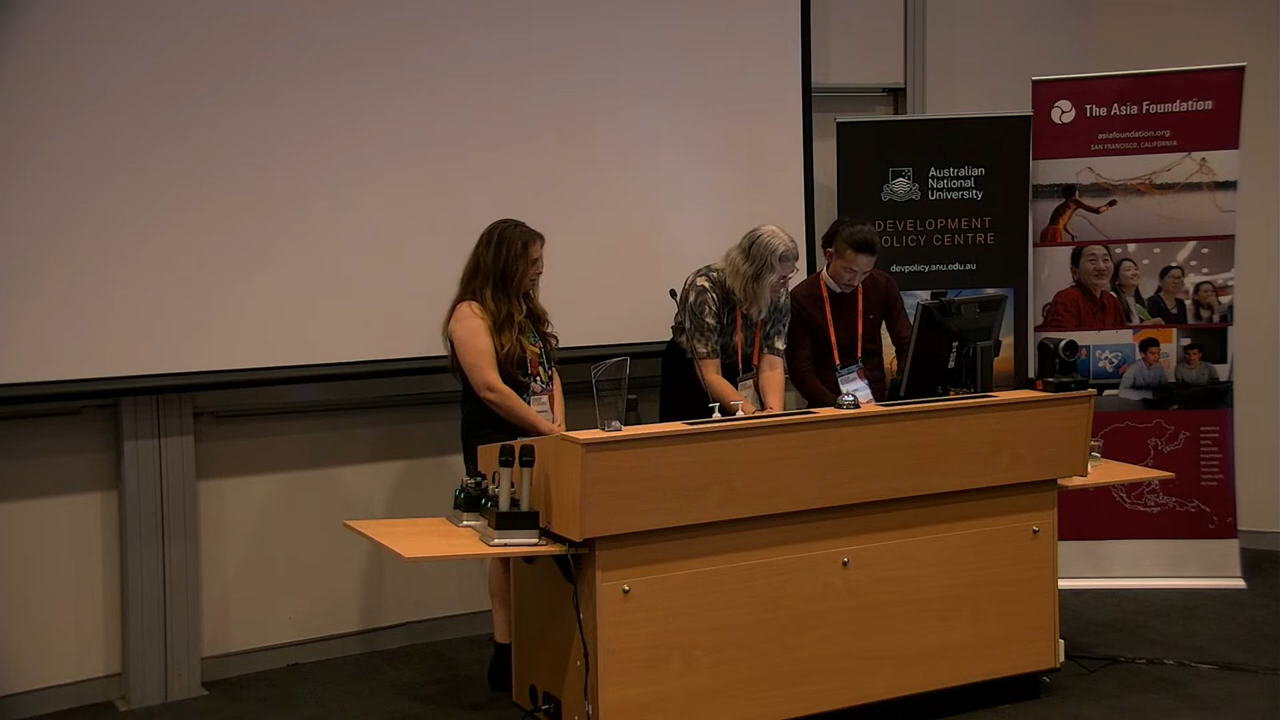 Australian
National
University
DEVELOPMENT
POLICY CENTRE
devpolicy.anu.edu.au
The Asia Foundation
asiafoundation.org
SAN FRANCISCO, CALIFORNIA